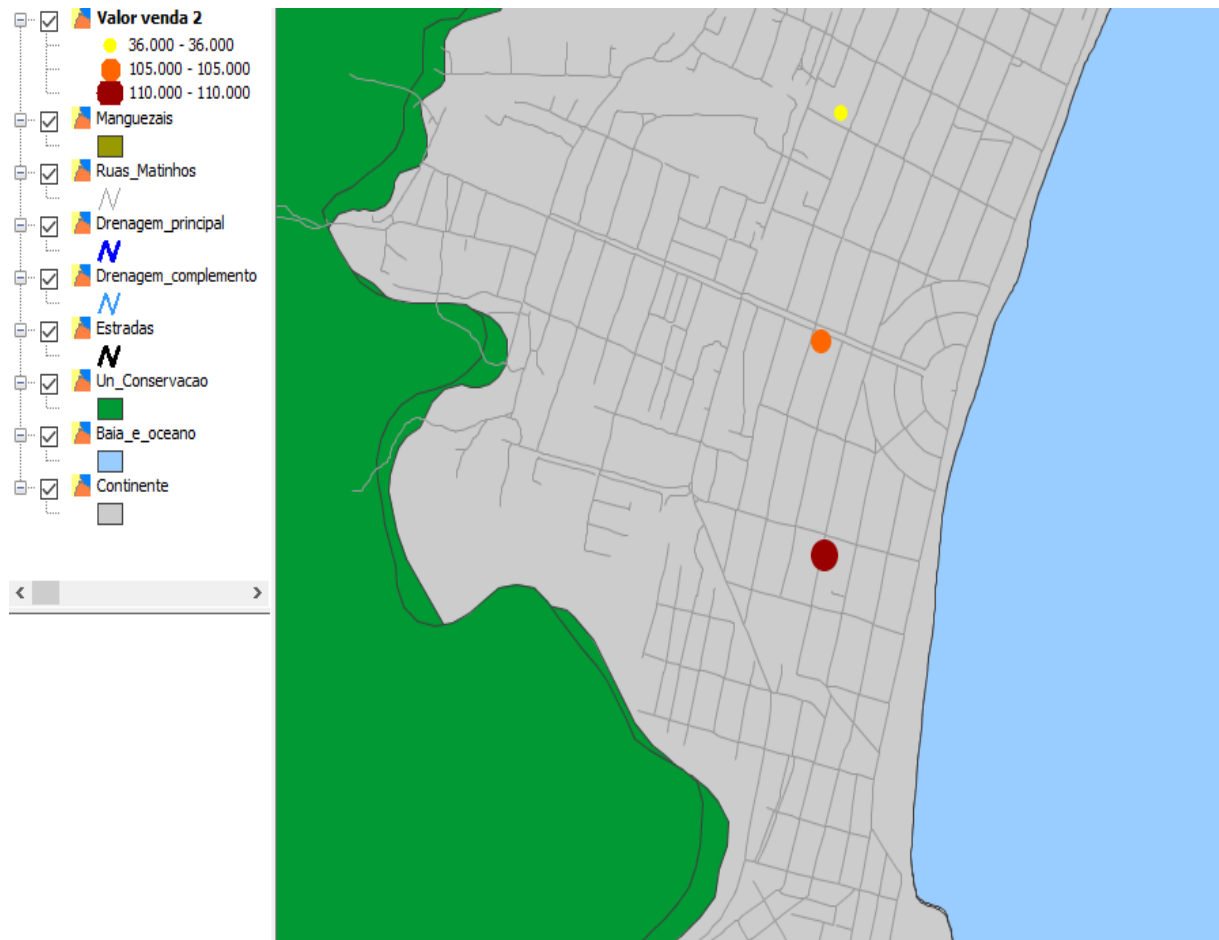 Valor venda 2
36.000 - 36.000
105.000 - 105.000
110.000 - 110.000
Manguezais
Ruas_Matinhos
Drenagem_principal
Drenagem_complemento
Estradas
Un_Conservacao
Baia_e_oceano
Continente